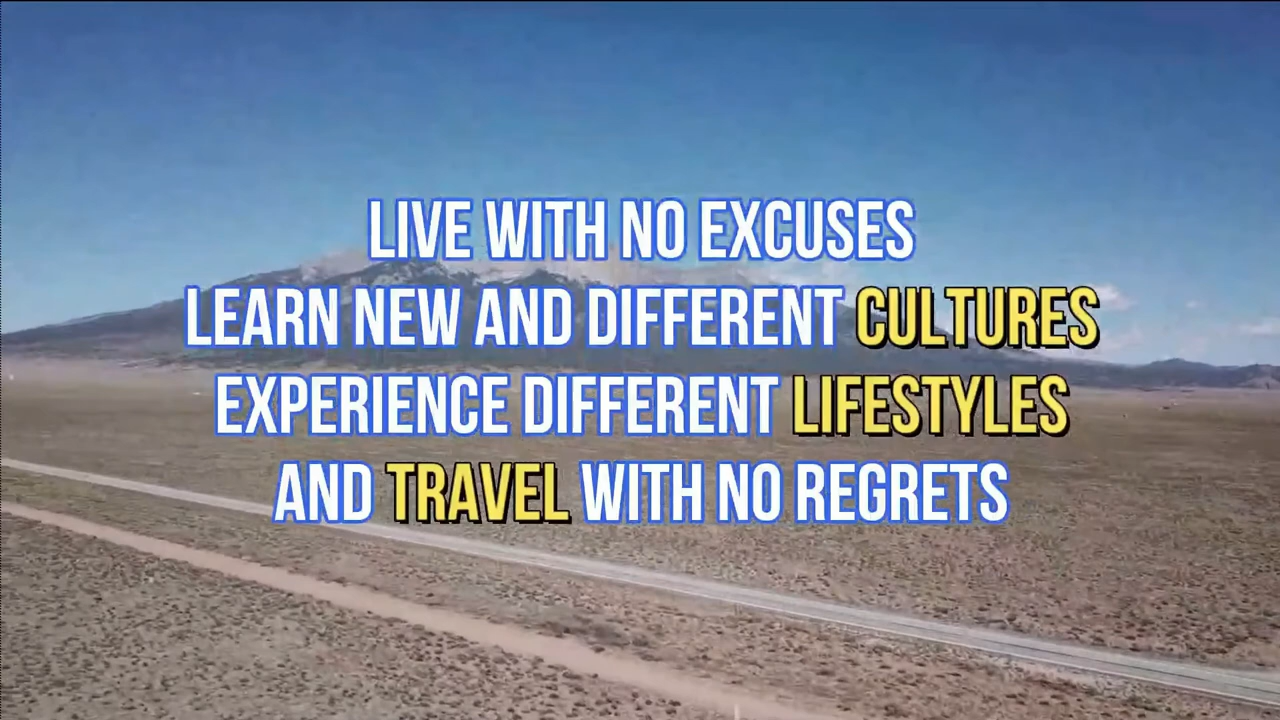 LIVE WITH NO EXCUSES
LEARN NEW AND DIFFERENT CULTURES
EXPERIENCE DIFFERENT LIFESTYLES
AND TRAVEL WITH NO REGRETS